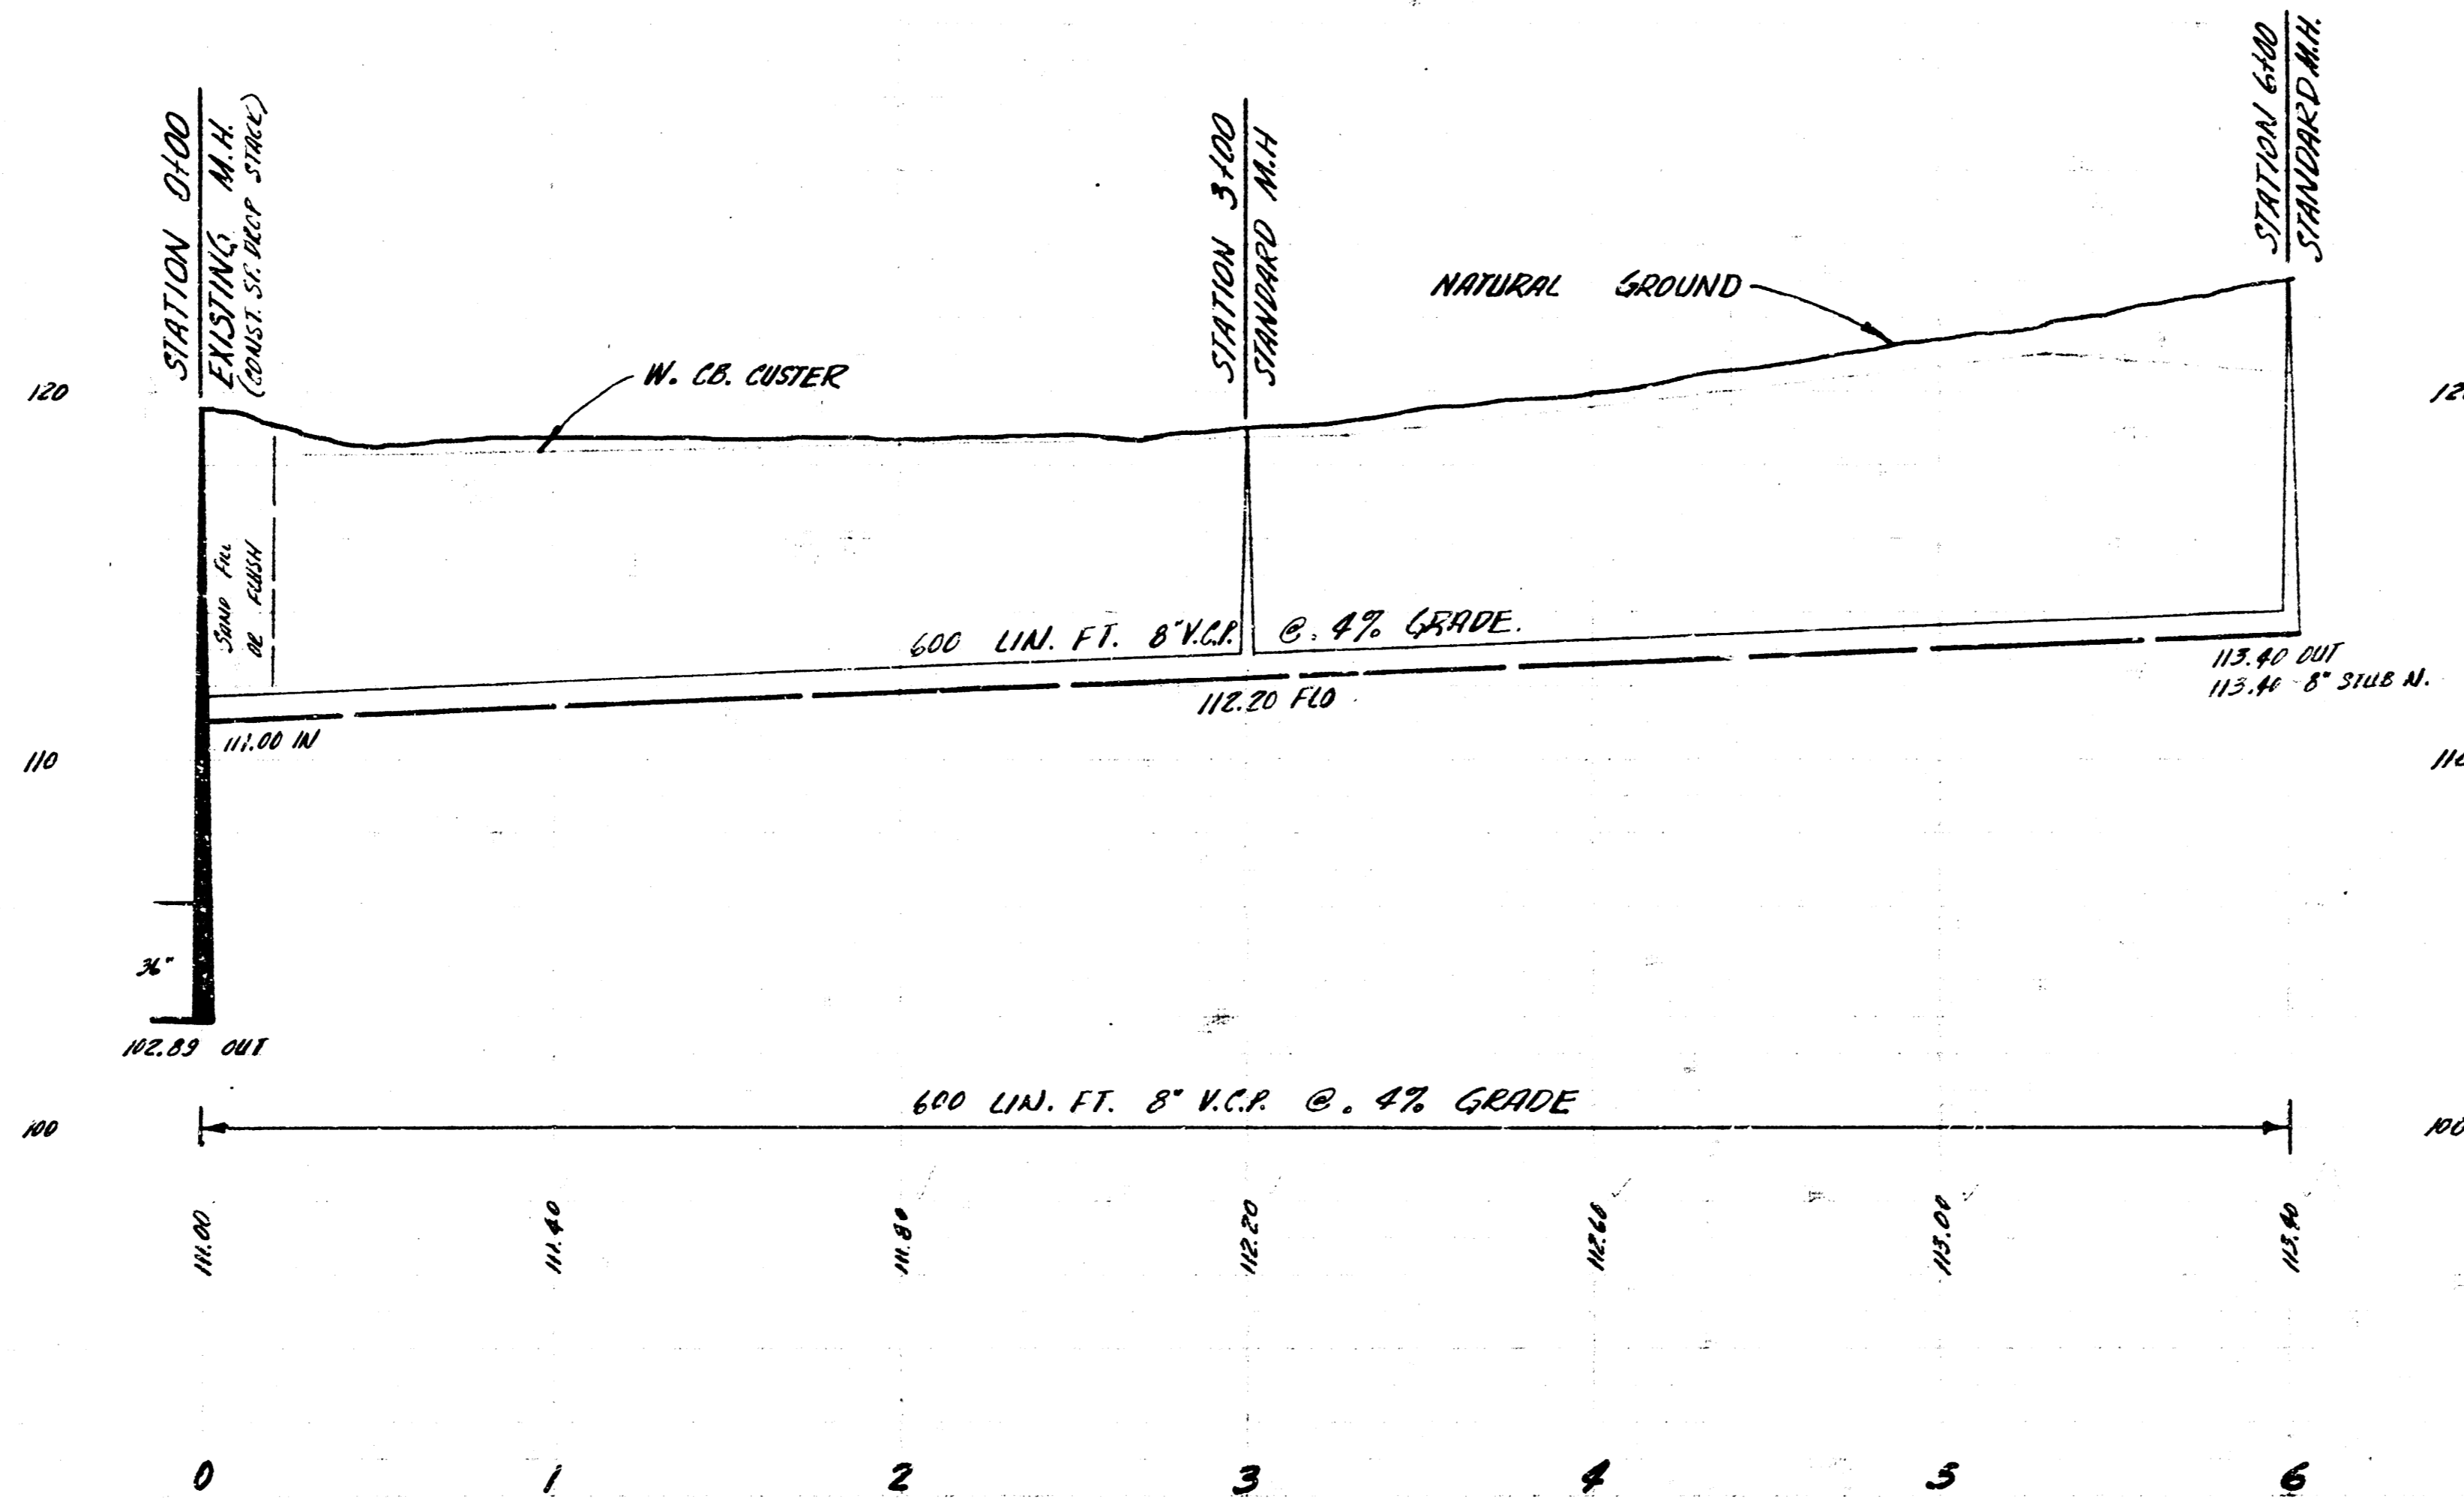 STATION 0+00
EXISTING M.H.
(CONST. SF. DROP STACK)
STATION 3+00
STANDARD M.H
STATION 6+00
STANDARD M.H.
NATURAL GROUND
W. CB. CUSTER
120
120
SAND FILL
OR FLUSH
600 LIN. FT. 8" V.C.P. @ .4% GRADE.
113.40 OUT
113.40 8" STUB N.
112.20 FLO
111.00 IN
110
110
36"
102.89 OUT
600 LIN. FT. 8" V.C.P. @ .4% GRADE
100
100
111.00
111.40
111.80
112.20
112.60
113.00
113.40
0 1 2 3 4 5 6